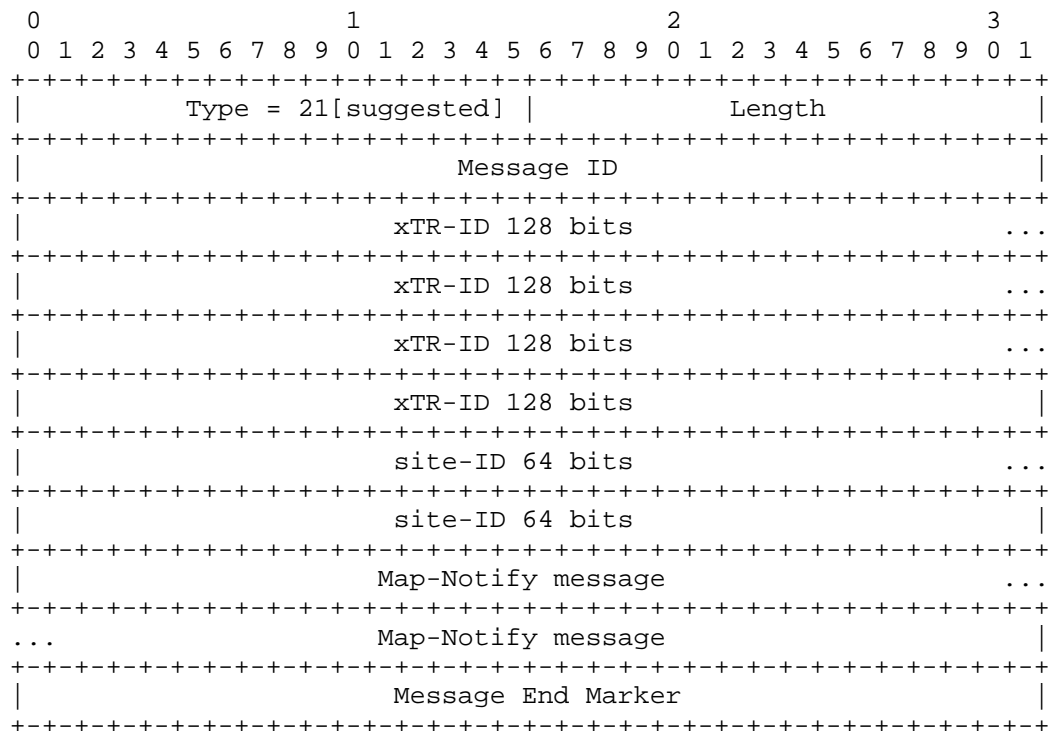 0                   1                   2                   3
 0 1 2 3 4 5 6 7 8 9 0 1 2 3 4 5 6 7 8 9 0 1 2 3 4 5 6 7 8 9 0 1
+-+-+-+-+-+-+-+-+-+-+-+-+-+-+-+-+-+-+-+-+-+-+-+-+-+-+-+-+-+-+-+-+
|          Type = 21[suggested] |            Length             |
+-+-+-+-+-+-+-+-+-+-+-+-+-+-+-+-+-+-+-+-+-+-+-+-+-+-+-+-+-+-+-+-+
|                           Message ID                          |
+-+-+-+-+-+-+-+-+-+-+-+-+-+-+-+-+-+-+-+-+-+-+-+-+-+-+-+-+-+-+-+-+
|                       xTR-ID 128 bits                       ...
+-+-+-+-+-+-+-+-+-+-+-+-+-+-+-+-+-+-+-+-+-+-+-+-+-+-+-+-+-+-+-+-+
|                       xTR-ID 128 bits                       ...
+-+-+-+-+-+-+-+-+-+-+-+-+-+-+-+-+-+-+-+-+-+-+-+-+-+-+-+-+-+-+-+-+
|                       xTR-ID 128 bits                       ...
+-+-+-+-+-+-+-+-+-+-+-+-+-+-+-+-+-+-+-+-+-+-+-+-+-+-+-+-+-+-+-+-+
|                       xTR-ID 128 bits                         |
+-+-+-+-+-+-+-+-+-+-+-+-+-+-+-+-+-+-+-+-+-+-+-+-+-+-+-+-+-+-+-+-+
|                       site-ID 64 bits                       ...
+-+-+-+-+-+-+-+-+-+-+-+-+-+-+-+-+-+-+-+-+-+-+-+-+-+-+-+-+-+-+-+-+
|                       site-ID 64 bits                         |
+-+-+-+-+-+-+-+-+-+-+-+-+-+-+-+-+-+-+-+-+-+-+-+-+-+-+-+-+-+-+-+-+
|                      Map-Notify message                     ...
+-+-+-+-+-+-+-+-+-+-+-+-+-+-+-+-+-+-+-+-+-+-+-+-+-+-+-+-+-+-+-+-+
...                    Map-Notify message                       |
+-+-+-+-+-+-+-+-+-+-+-+-+-+-+-+-+-+-+-+-+-+-+-+-+-+-+-+-+-+-+-+-+
|                       Message End Marker                      |
+-+-+-+-+-+-+-+-+-+-+-+-+-+-+-+-+-+-+-+-+-+-+-+-+-+-+-+-+-+-+-+-+